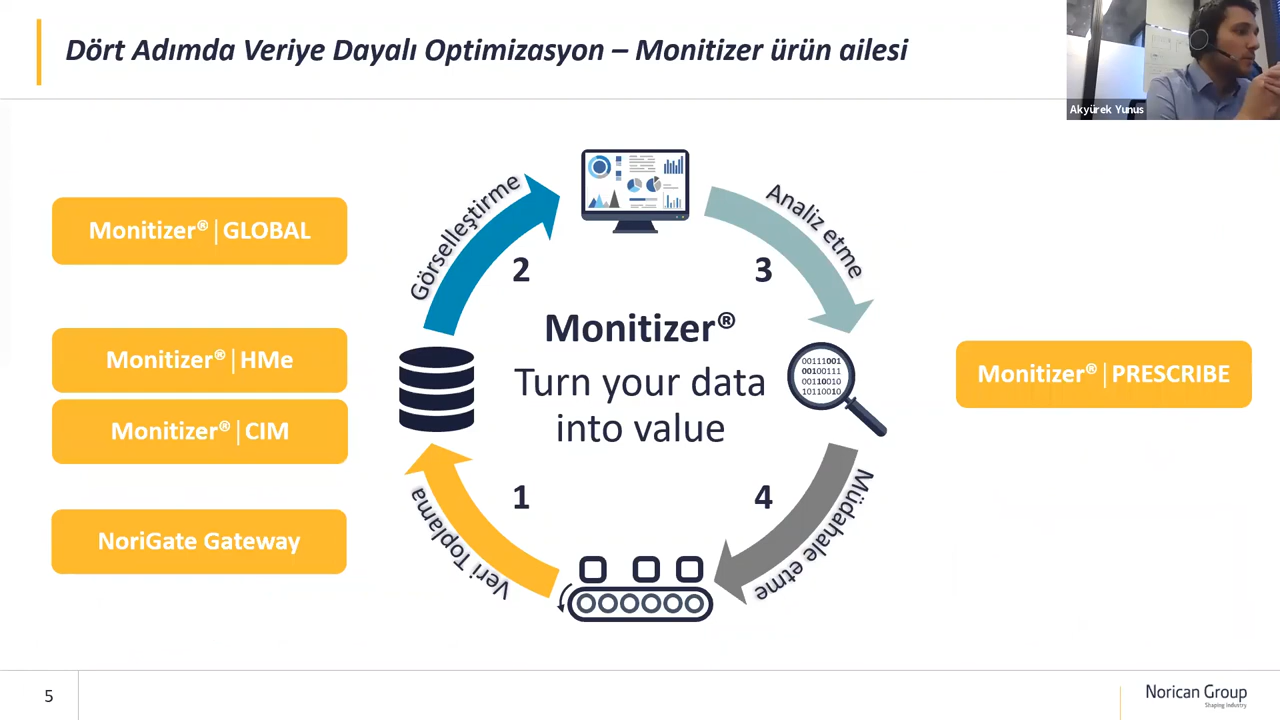 Dört Adımda Veriye Dayalı Optimizasyon – Monitizer ürün ailesi
Akyürek Yunus
Monitizer®|GLOBAL
Monitizer®|HMe
Monitizer®|CIM
NoriGate Gateway
Görselleştirme
2
Analiz etme
3
Monitizer®
Turn your data
into value
00111001
00100111
00110010
10110010
Monitizer®|PRESCRIBE
1
Veri Toplama
4
Müdahale etme
5
Norican Group
Shaping Industry